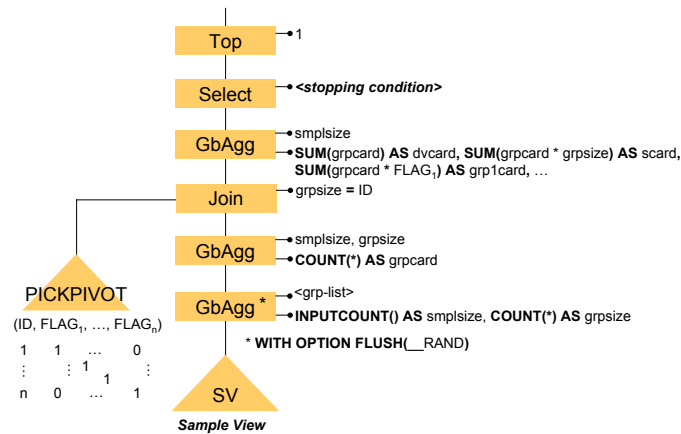 Top
1
Select
<stopping condition>
GbAgg
smplsize
SUM(grpcard) AS dvcard, SUM(grpcard * grpsize) AS scard,
SUM(grpcard * FLAG₁) AS grp1card, …
Join
grpsize = ID
GbAgg
smplsize, grpsize
COUNT(*) AS grpcard
PICKPIVOT
(ID, FLAG₁, …, FLAGₙ)
1 1 … 0
⋮ ⋮ 1 1 ⋮
n 0 … 1
GbAgg *
<grp-list>
INPUTCOUNT() AS smplsize, COUNT(*) AS grpsize
* WITH OPTION FLUSH(__RAND)
SV
Sample View